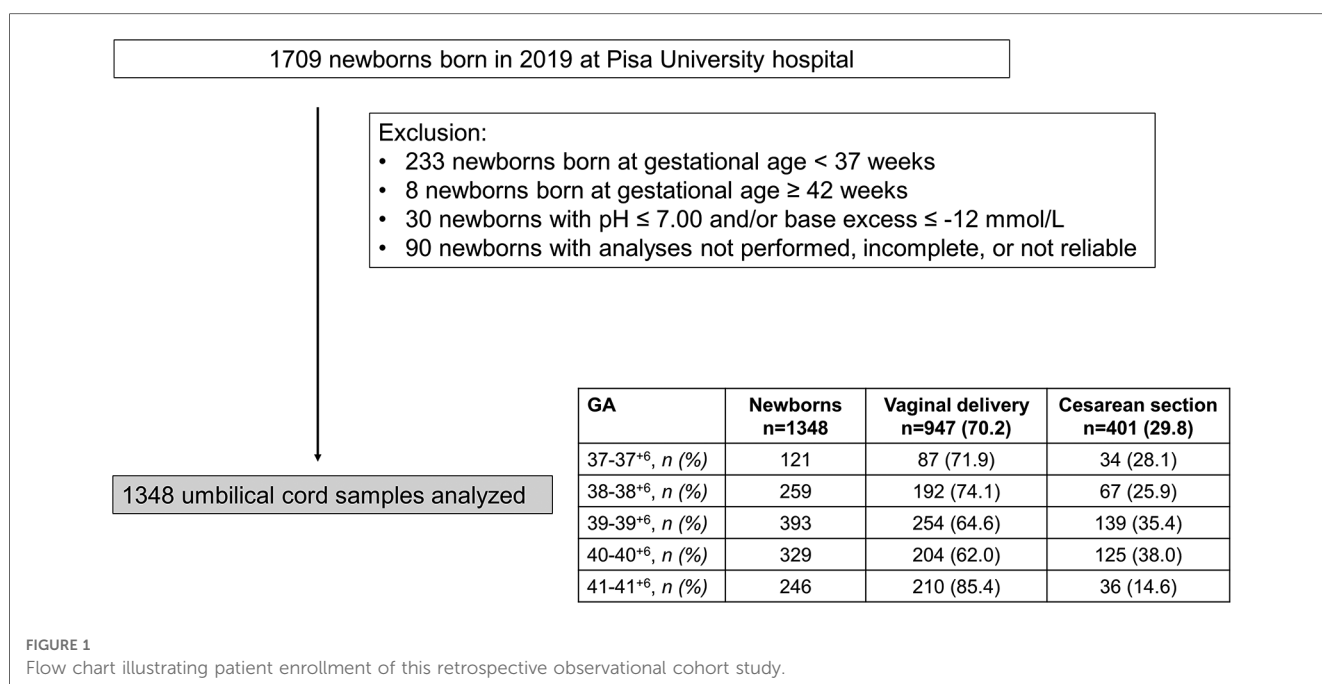 1709 newborns born in 2019 at Pisa University hospital
Exclusion:
• 233 newborns born at gestational age < 37 weeks
• 8 newborns born at gestational age ≥ 42 weeks
• 30 newborns with pH ≤ 7.00 and/or base excess ≤ -12 mmol/L
• 90 newborns with analyses not performed, incomplete, or not reliable
1348 umbilical cord samples analyzed
GA Newborns Vaginal delivery Cesarean section
n=1348 n=947 (70.2) n=401 (29.8)
37-37⁺⁶, n (%) 121 87 (71.9) 34 (28.1)
38-38⁺⁶, n (%) 259 192 (74.1) 67 (25.9)
39-39⁺⁶, n (%) 393 254 (64.6) 139 (35.4)
40-40⁺⁶, n (%) 329 204 (62.0) 125 (38.0)
41-41⁺⁶, n (%) 246 210 (85.4) 36 (14.6)
FIGURE 1
Flow chart illustrating patient enrollment of this retrospective observational cohort study.